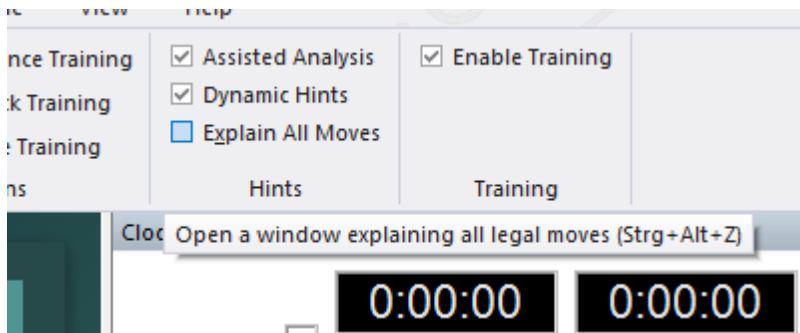 View Help
nce Training
Assisted Analysis
Enable Training
k Training
Dynamic Hints
Training
Explain All Moves
ns
Hints
Training
Cloc
Open a window explaining all legal moves (Strg+Alt+Z)
0:00:00
0:00:00